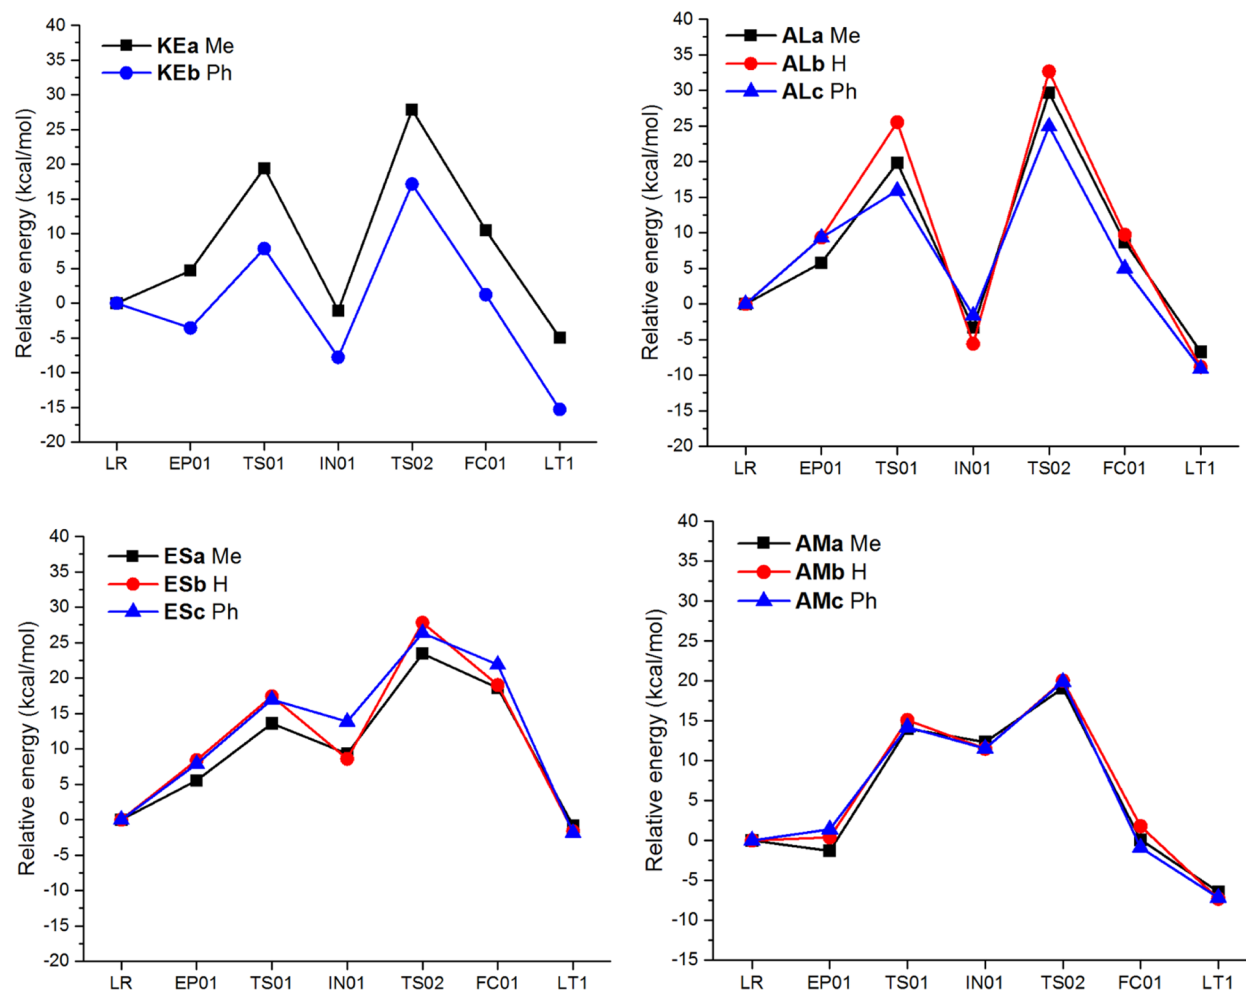 KEa Me
KEb Ph
Relative energy (kcal/mol)
40
35
30
25
20
15
10
5
0
-5
-10
-15
-20
LR EP01 TS01 IN01 TS02 FC01 LT1
ALa Me
ALb H
ALc Ph
Relative energy (kcal/mol)
40
35
30
25
20
15
10
5
0
-5
-10
-15
-20
LR EP01 TS01 IN01 TS02 FC01 LT1
ESa Me
ESb H
ESc Ph
Relative energy (kcal/mol)
40
35
30
25
20
15
10
5
0
-5
-10
-15
-20
LR EP01 TS01 IN01 TS02 FC01 LT1
AMa Me
AMb H
AMc Ph
Relative energy (kcal/mol)
40
35
30
25
20
15
10
5
0
-5
-10
-15
LR EP01 TS01 IN01 TS02 FC01 LT1